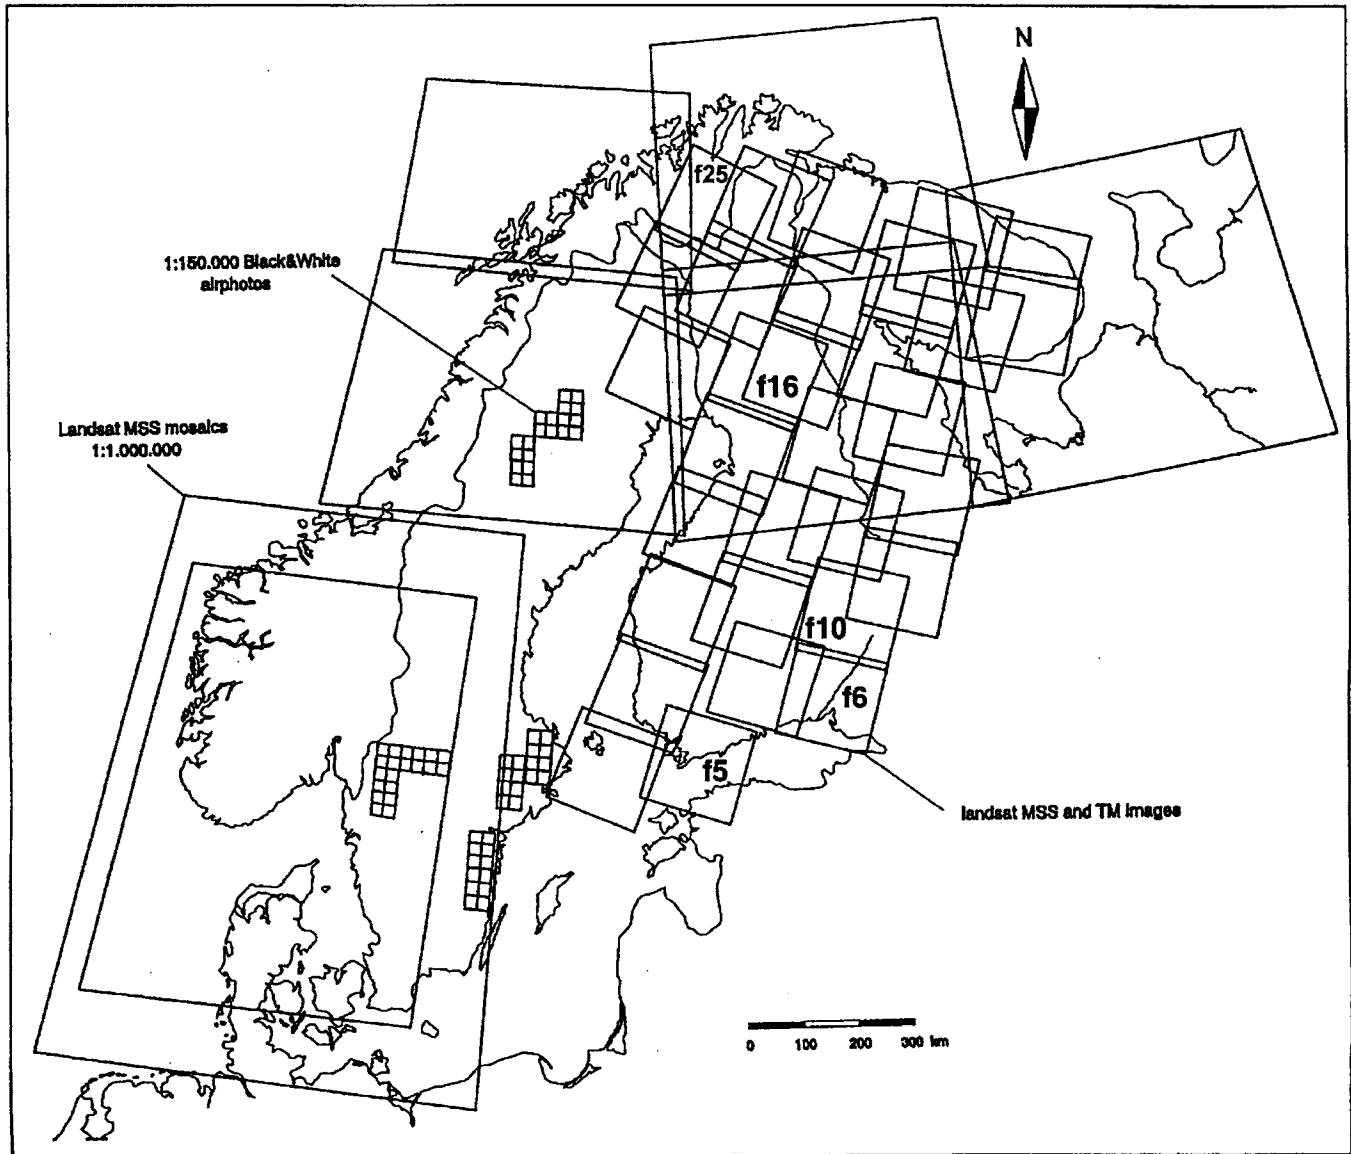 N
f25
1:150.000 Black&White
airphotos
f16
Landsat MSS mosaics
1:1.000.000
f10
f6
f5
landsat MSS and TM images
0 100 200 300 km